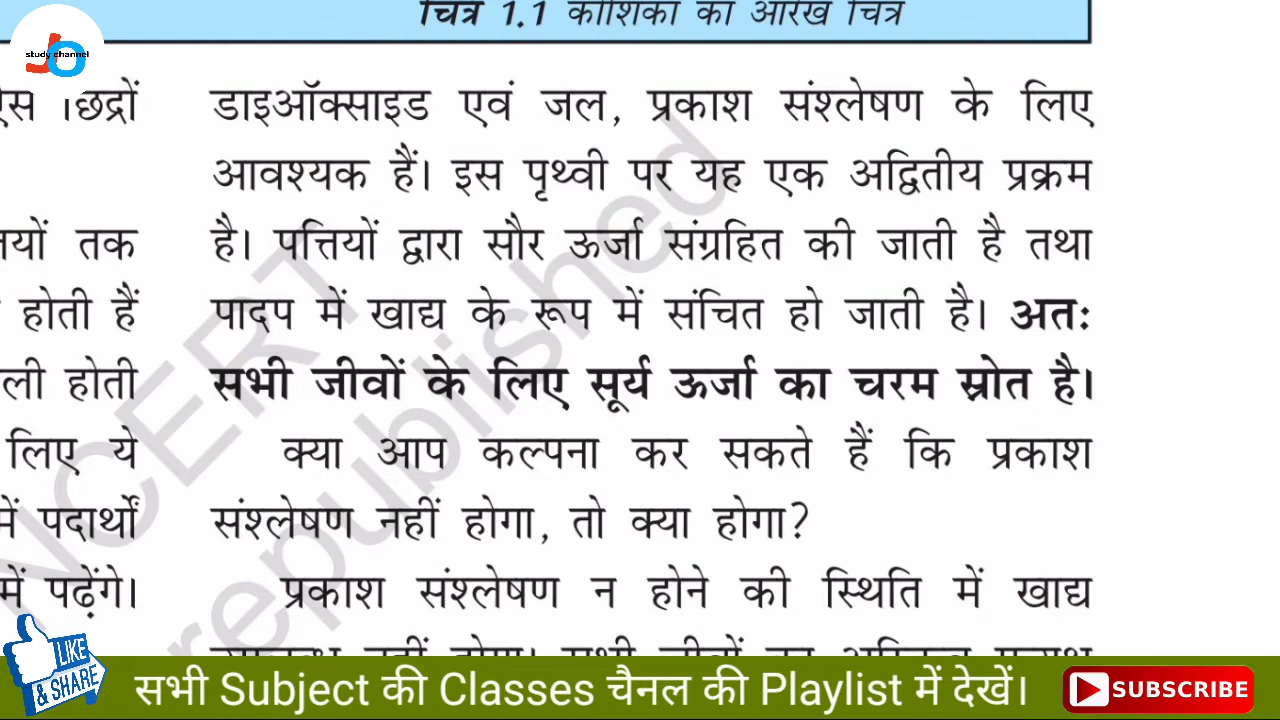 चित्र 1.1 कोशिका का आरेख चित्र
study channel
छिद्रों
डाइऑक्साइड एवं जल, प्रकाश संश्लेषण के लिए
आवश्यक हैं। इस पृथ्वी पर यह एक अद्वितीय प्रक्रम
तक
है। पत्तियों द्वारा सौर ऊर्जा संग्रहित की जाती है तथा
होती हैं
पादप में खाद्य के रूप में संचित हो जाती है। अतः
होती
सभी जीवों के लिए सूर्य ऊर्जा का चरम स्रोत है।
लिए ये
क्या आप कल्पना कर सकते हैं कि प्रकाश
में पदार्थों
संश्लेषण नहीं होगा, तो क्या होगा?
में पढ़ेंगे।
प्रकाश संश्लेषण न होने की स्थिति में खाद्य
NCERT
republished
LIKE
& SHARE
सभी Subject की Classes चैनल की Playlist में देखें।
SUBSCRIBE